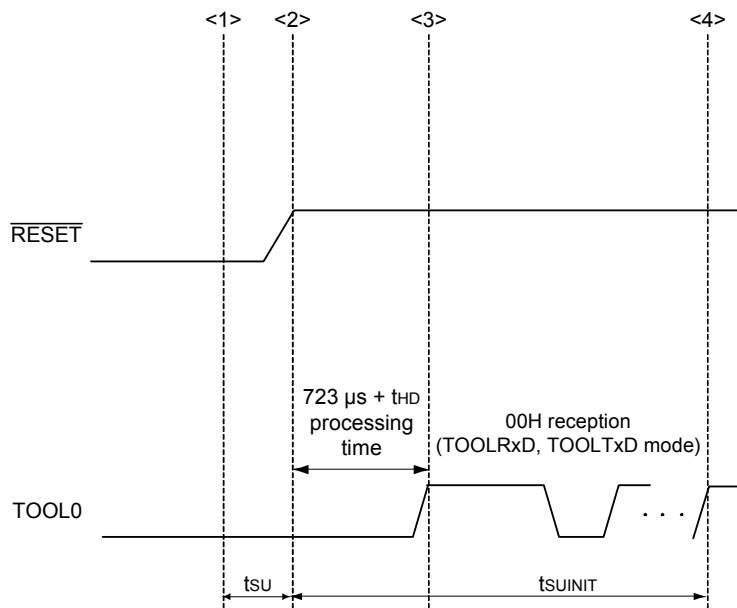 <1> <2> <3> <4>
RESET
723 µs + tHD
processing
time
00H reception
(TOOLRxD, TOOLTxD mode)
TOOL0
. . .
tSU
tSUINIT